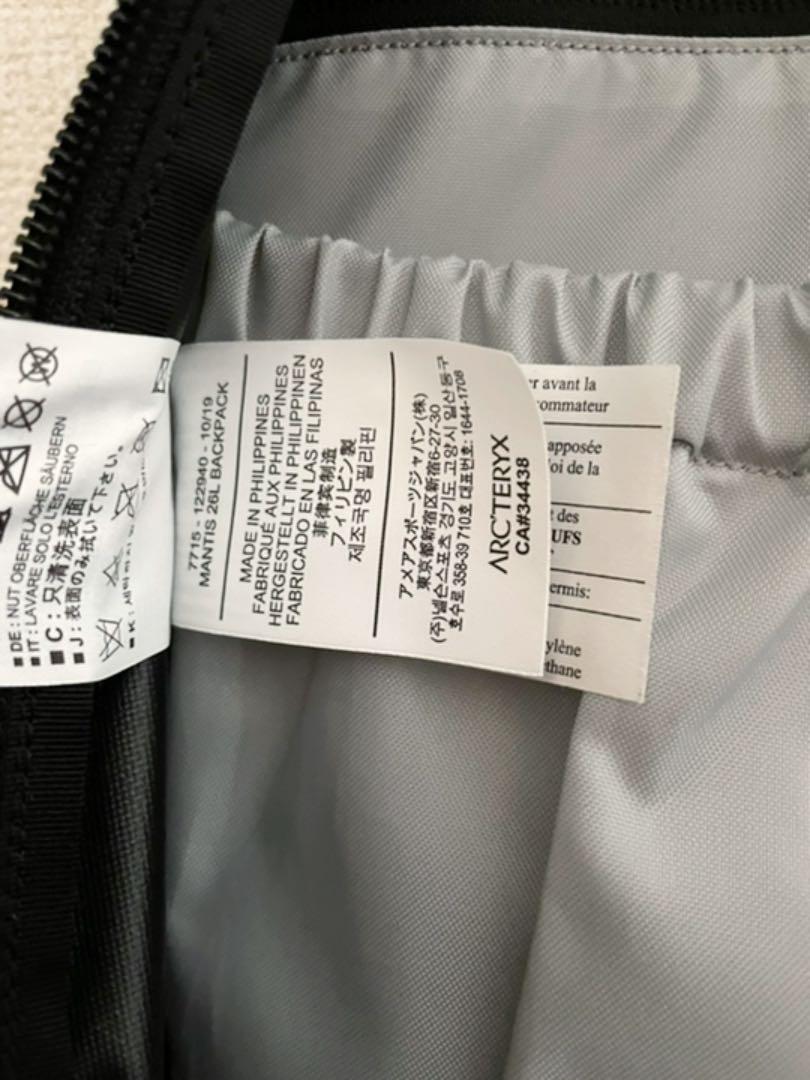 ■ DE : NUT OBERFLÄCHE SÄUBERN
■ IT : LAVARE SOLO L'ESTERNO
■ C : 只清洗表面
■ J : 表面のみ拭いて下さい。
■ K :
7715 - 122940 - 10/19
MANTIS 26L BACKPACK
MADE IN PHILIPPINES
FABRIQUÉ AUX PHILIPPINES
HERGESTELLT IN PHILIPPINEN
FABRICADO EN LAS FILIPINAS
菲律宾制造
フィリピン製
제조국명 필리핀
アメアスポーツジャパン(株)
東京都新宿区新宿6-27-30
(주)넬슨스포츠 경기도 고양시 일산동구
호수로 358-39 710호 대표번호: 1644-1708
ARC'TERYX
CA#34438
er avant la
ommateur
apposée
loi de la
t des
UFS
ermis:
ylène
thane